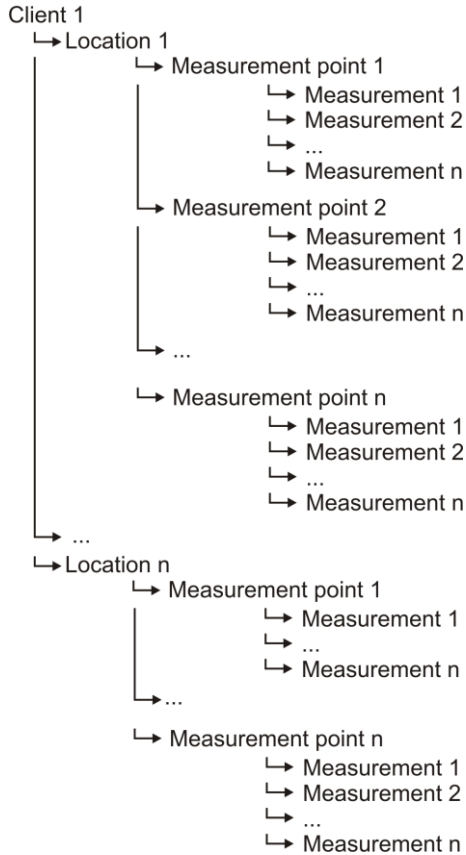 Client 1
Location 1
Measurement point 1
Measurement 1
Measurement 2
...
Measurement n
Measurement point 2
Measurement 1
Measurement 2
...
Measurement n
...
Measurement point n
Measurement 1
Measurement 2
...
Measurement n
...
Location n
Measurement point 1
Measurement 1
...
Measurement n
...
Measurement point n
Measurement 1
Measurement 2
...
Measurement n